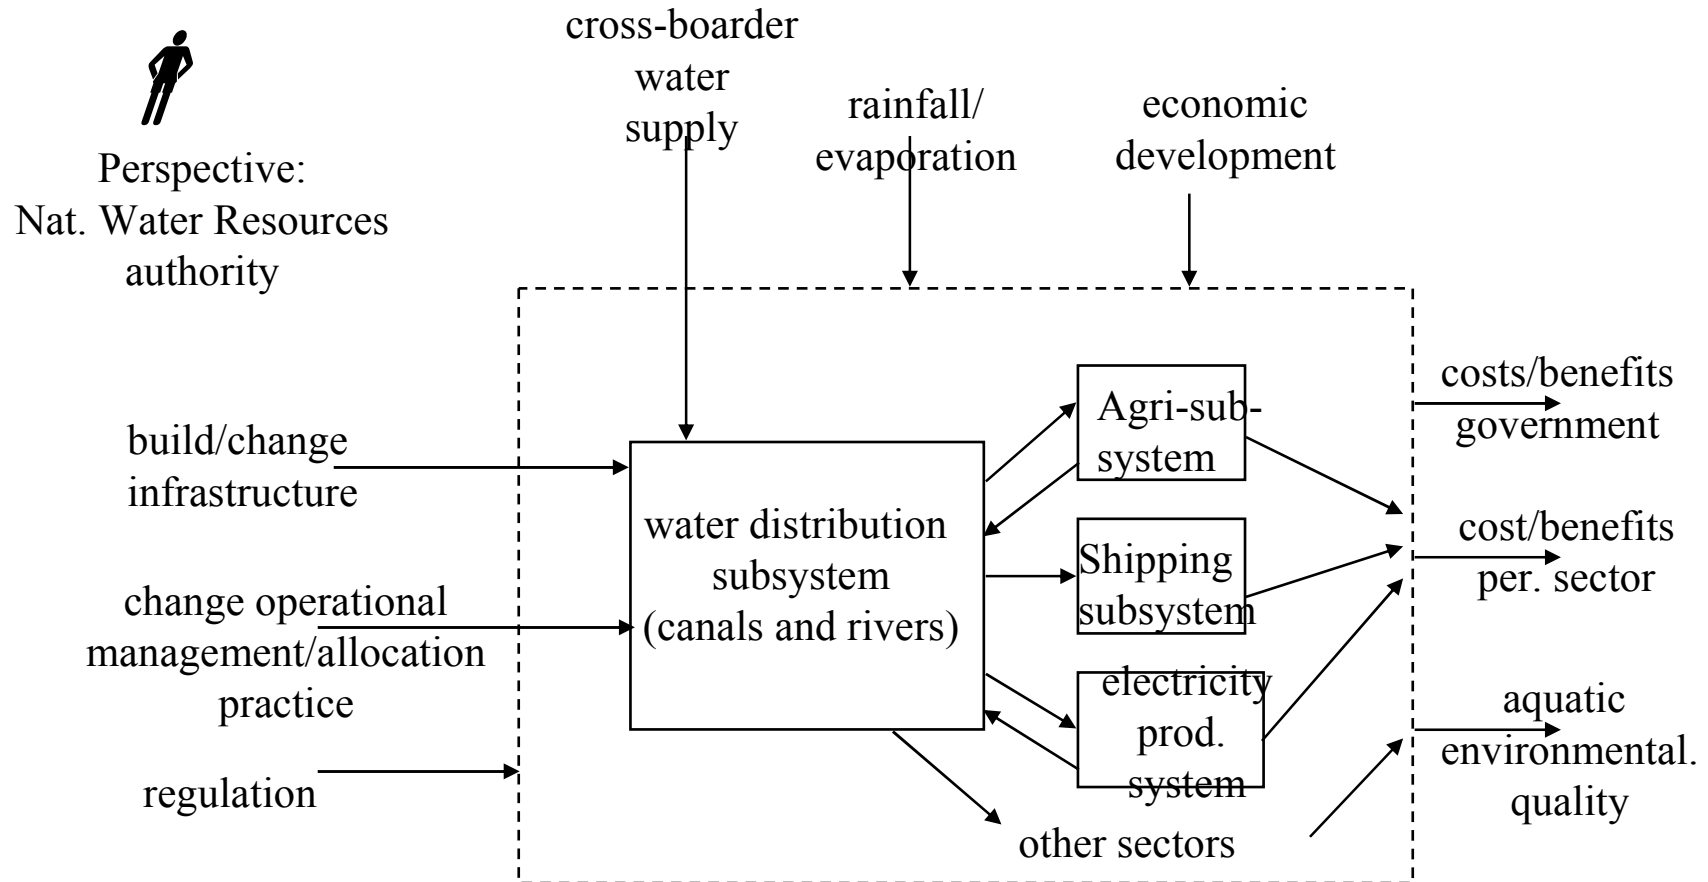 cross-boarder
water
supply
rainfall/
evaporation
economic
development
Perspective:
Nat. Water Resources
authority
build/change
infrastructure
change operational
management/allocation
practice
regulation
water distribution
subsystem
(canals and rivers)
Agri-sub-
system
Shipping
subsystem
electricity
prod.
system
other sectors
costs/benefits
government
cost/benefits
per. sector
aquatic
environmental.
quality